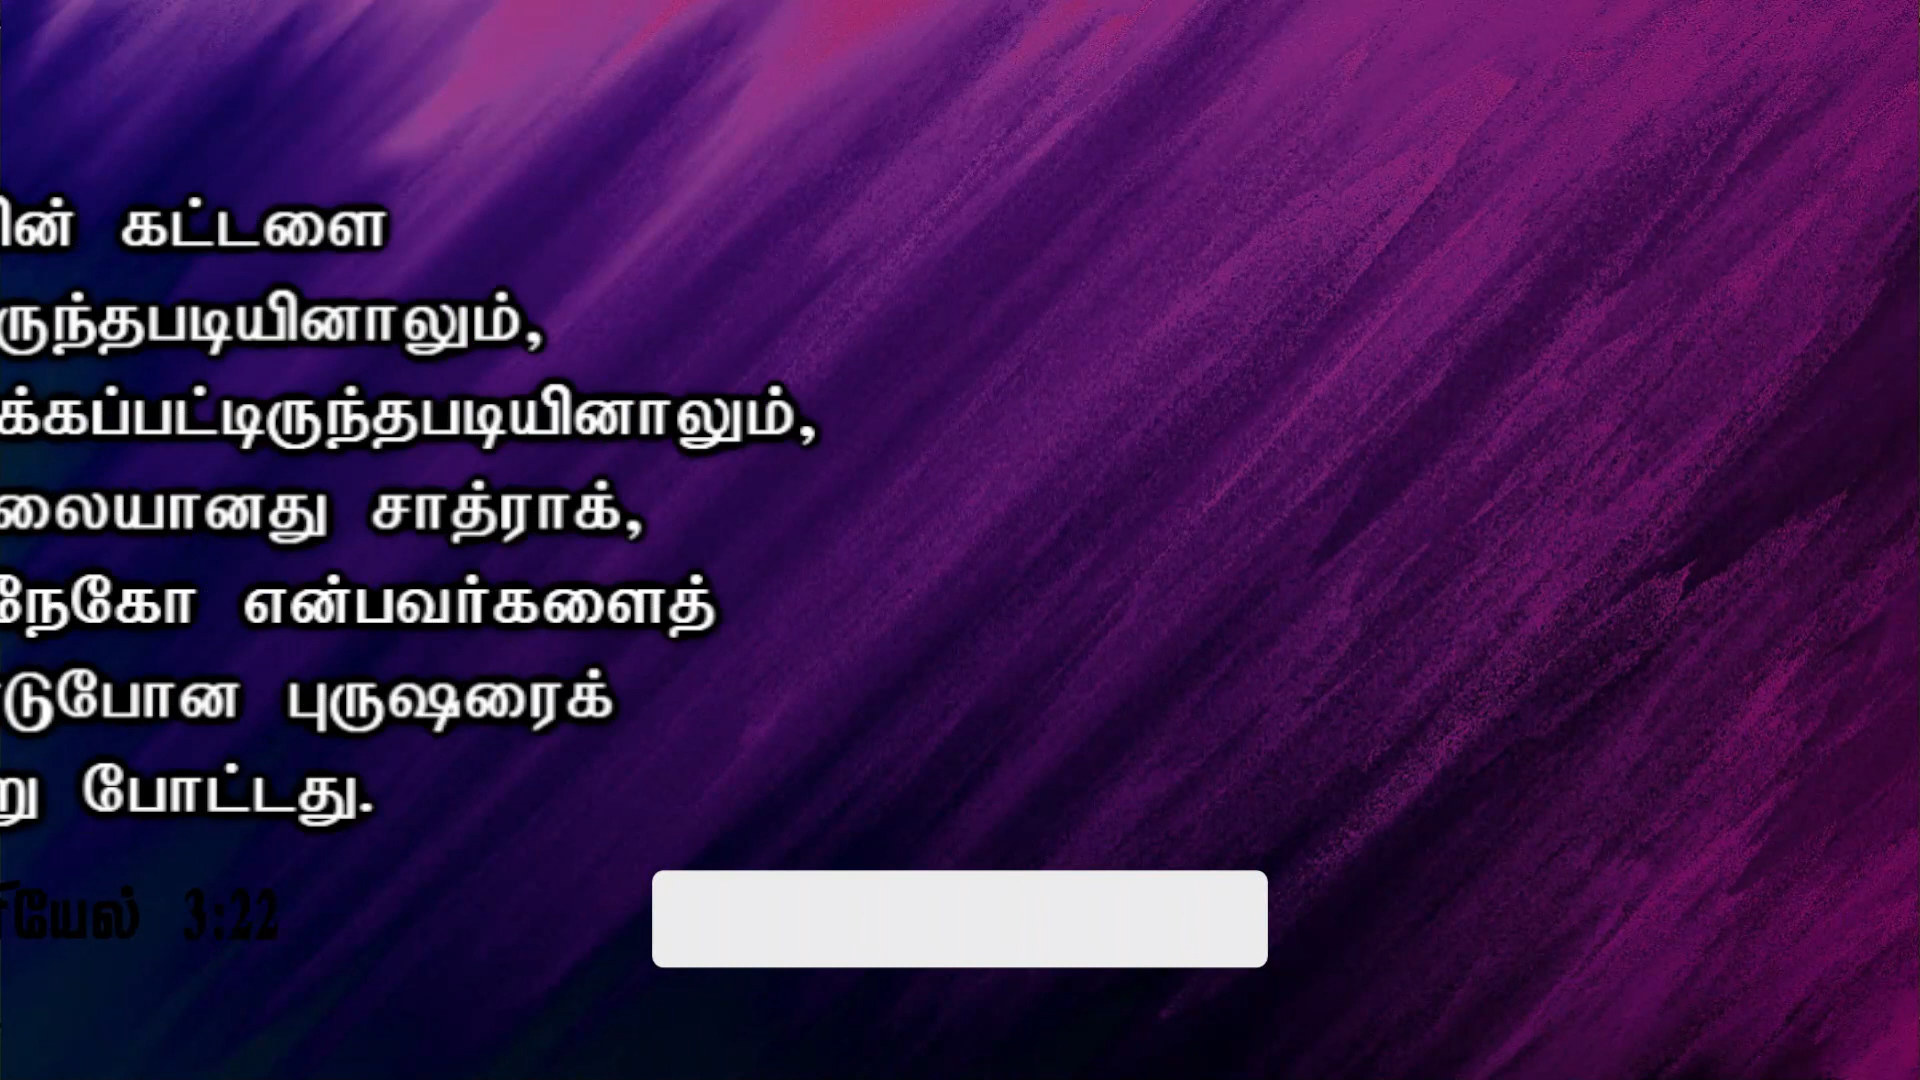 ின் கட்டளை
ருந்தபடியினாலும்,
க்கப்பட்டிருந்தபடியினாலும்,
லையானது சாத்ராக்,
நேகோ என்பவர்களைத்
டுபோன புருஷரைக்
று போட்டது.
ரியேல் 3:22